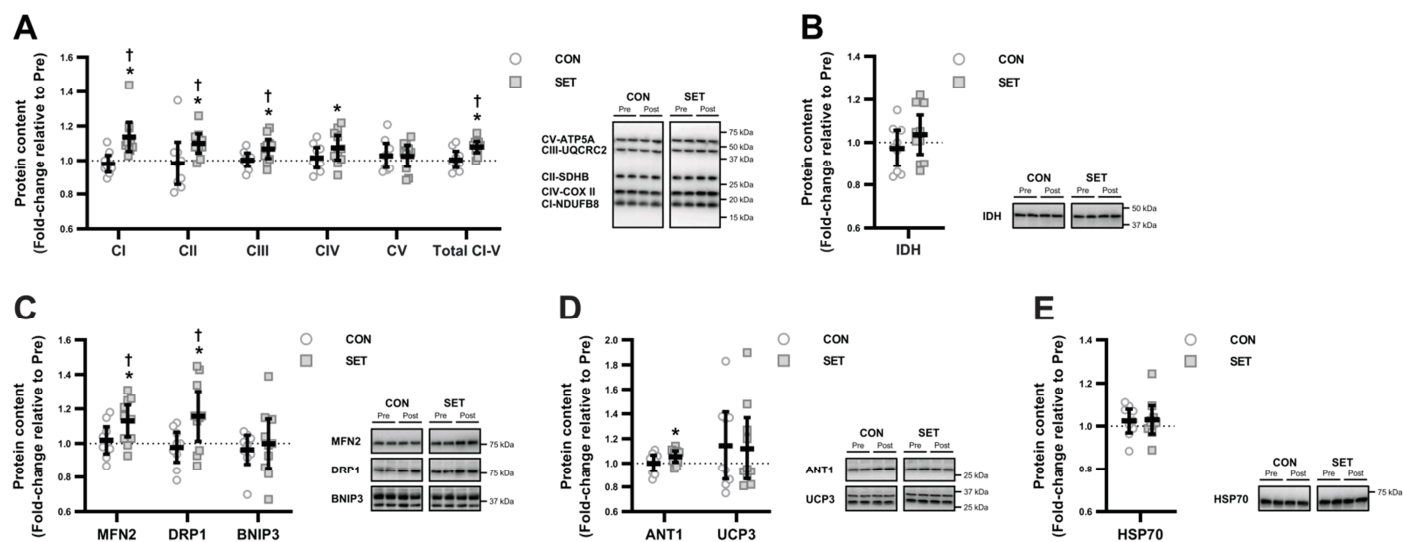 A
Protein content
(Fold-change relative to Pre)
1.6
1.4
1.2
1.0
0.8
0.6
†
*
†
*
†
*
*
†
*
CI
CII
CIII
CIV
CV
Total CI-V
CON
SET
CON
SET
Pre
Post
Pre
Post
CV-ATP5A
CIII-UQCRC2
CII-SDHB
CIV-COX II
CI-NDUFB8
75 kDa
50 kDa
37 kDa
25 kDa
20 kDa
15 kDa
B
Protein content
(Fold-change relative to Pre)
1.4
1.2
1.0
0.8
0.6
IDH
CON
SET
CON
SET
Pre
Post
Pre
Post
IDH
50 kDa
37 kDa
C
Protein content
(Fold-change relative to Pre)
1.6
1.4
1.2
1.0
0.8
0.6
†
*
†
*
MFN2
DRP1
BNIP3
CON
SET
CON
SET
Pre
Post
Pre
Post
MFN2
DRP1
BNIP3
75 kDa
75 kDa
37 kDa
D
Protein content
(Fold-change relative to Pre)
2.0
1.8
1.6
1.4
1.2
1.0
0.8
0.6
*
ANT1
UCP3
CON
SET
CON
SET
Pre
Post
Pre
Post
ANT1
UCP3
25 kDa
37 kDa
25 kDa
E
Protein content
(Fold-change relative to Pre)
1.4
1.2
1.0
0.8
0.6
HSP70
CON
SET
CON
SET
Pre
Post
Pre
Post
HSP70
75 kDa